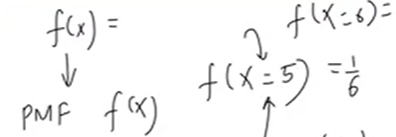 f(x) =
f(X=6)=
f(X=5) = 1/6
PMF f(x)